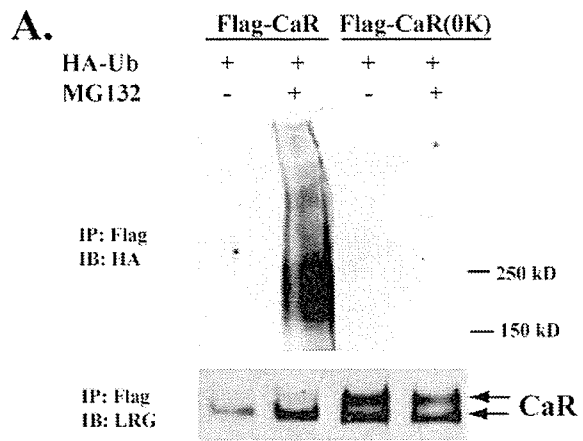 A.
Flag-CaR Flag-CaR(0K)
HA-Ub + + + +
MG132 - + - +
IP: Flag
IB: HA
250 kD
150 kD
IP: Flag
IB: LRG
CaR